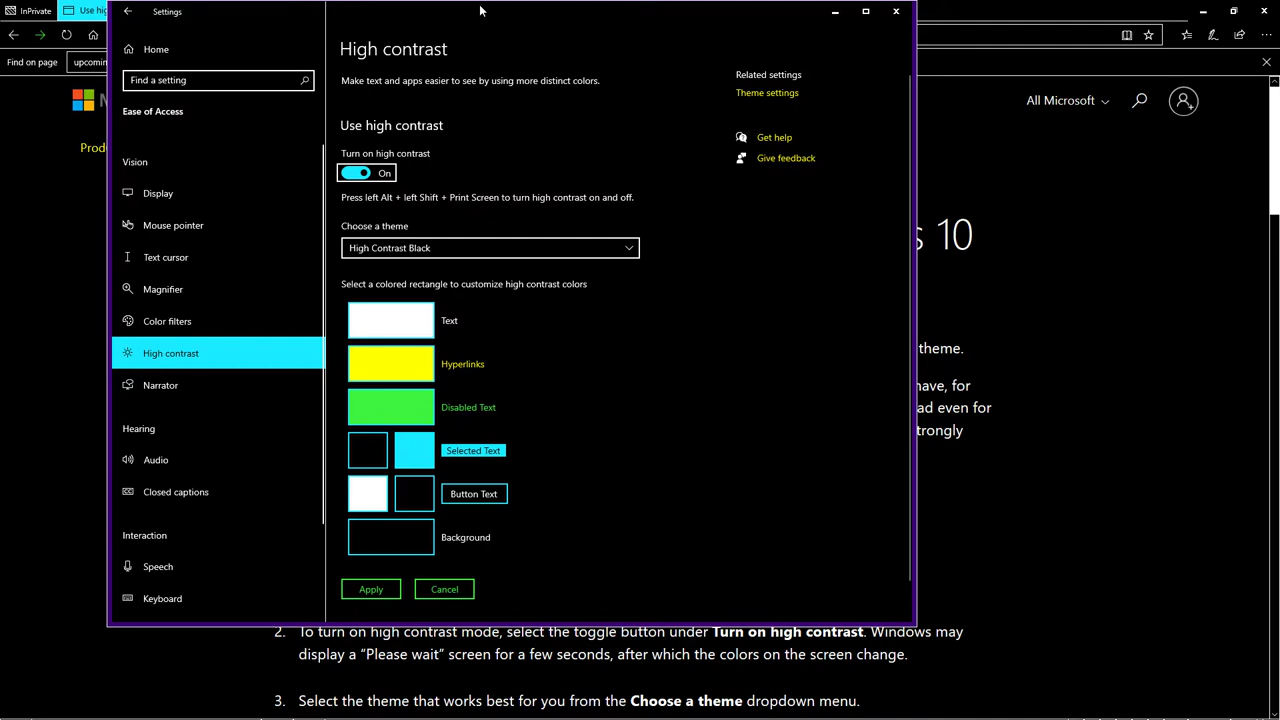 InPrivate
Use hig
Find on page
upcomin
Prod
Settings
Home
Find a setting
Ease of Access
Vision
Display
Mouse pointer
Text cursor
Magnifier
Color filters
High contrast
Narrator
Hearing
Audio
Closed captions
Interaction
Speech
Keyboard
High contrast
Make text and apps easier to see by using more distinct colors.
Use high contrast
Turn on high contrast
On
Press left Alt + left Shift + Print Screen to turn high contrast on and off.
Choose a theme
High Contrast Black
Select a colored rectangle to customize high contrast colors
Text
Hyperlinks
Disabled Text
Selected Text
Button Text
Background
Apply
Cancel
Related settings
Theme settings
Get help
Give feedback
All Microsoft
s 10
theme.
have, for
ad even for
strongly
2. To turn on high contrast mode, select the toggle button under Turn on high contrast. Windows may
display a “Please wait” screen for a few seconds, after which the colors on the screen change.
3. Select the theme that works best for you from the Choose a theme dropdown menu.